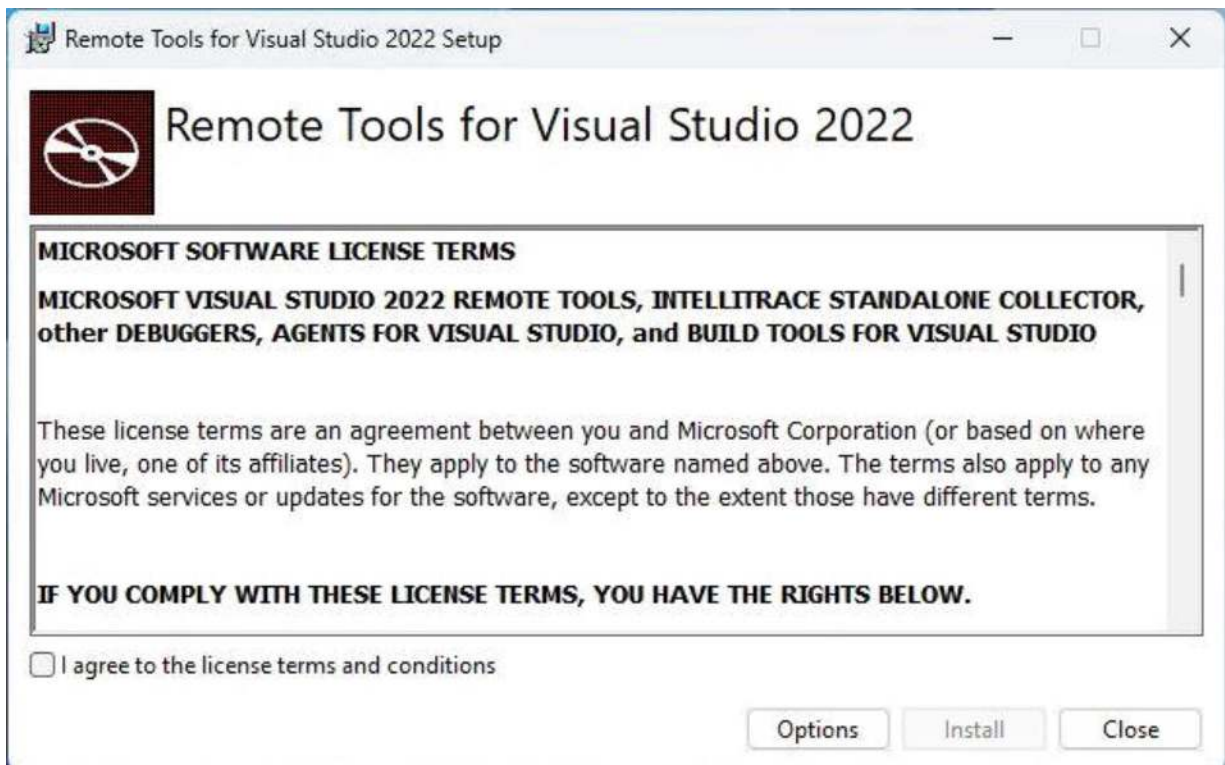 Remote Tools for Visual Studio 2022 Setup
Remote Tools for Visual Studio 2022
MICROSOFT SOFTWARE LICENSE TERMS
MICROSOFT VISUAL STUDIO 2022 REMOTE TOOLS, INTELLITRACE STANDALONE COLLECTOR,
other DEBUGGERS, AGENTS FOR VISUAL STUDIO, and BUILD TOOLS FOR VISUAL STUDIO
These license terms are an agreement between you and Microsoft Corporation (or based on where
you live, one of its affiliates). They apply to the software named above. The terms also apply to any
Microsoft services or updates for the software, except to the extent those have different terms.
IF YOU COMPLY WITH THESE LICENSE TERMS, YOU HAVE THE RIGHTS BELOW.
I agree to the license terms and conditions
Options Install Close